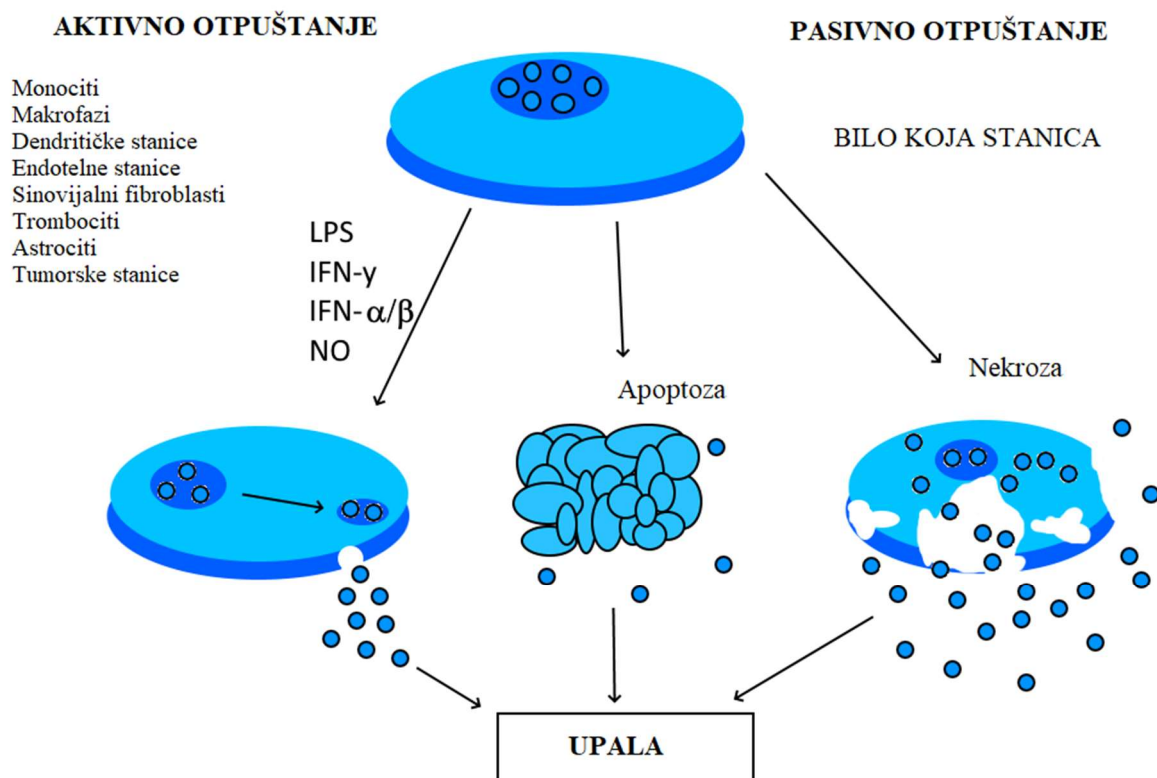 AKTIVNO OTPUŠTANJE
Monociti
Makrofazi
Dendritičke stanice
Endotelne stanice
Sinovijalni fibroblasti
Trombociti
Astrociti
Tumorske stanice
PASIVNO OTPUŠTANJE
BILO KOJA STANICA
LPS
IFN-y
IFN-α/β
NO
Apoptoza
Nekroza
UPALA